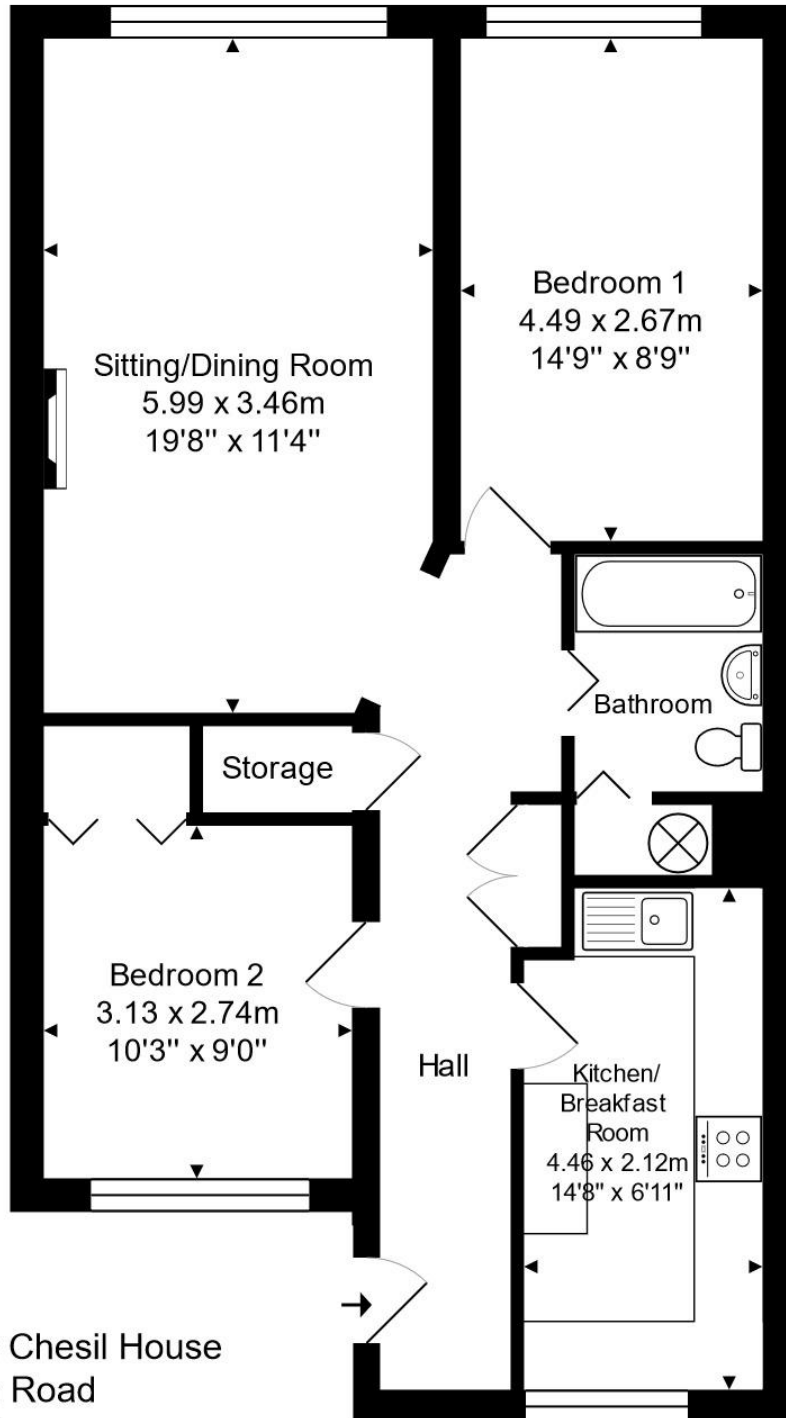 Sitting/Dining Room
5.99 x 3.46m
19'8" x 11'4"
Bedroom 1
4.49 x 2.67m
14'9" x 8'9"
Bathroom
Storage
Bedroom 2
3.13 x 2.74m
10'3" x 9'0"
Hall
Kitchen/
Breakfast
Room
4.46 x 2.12m
14'8" x 6'11"
Chesil House
Road